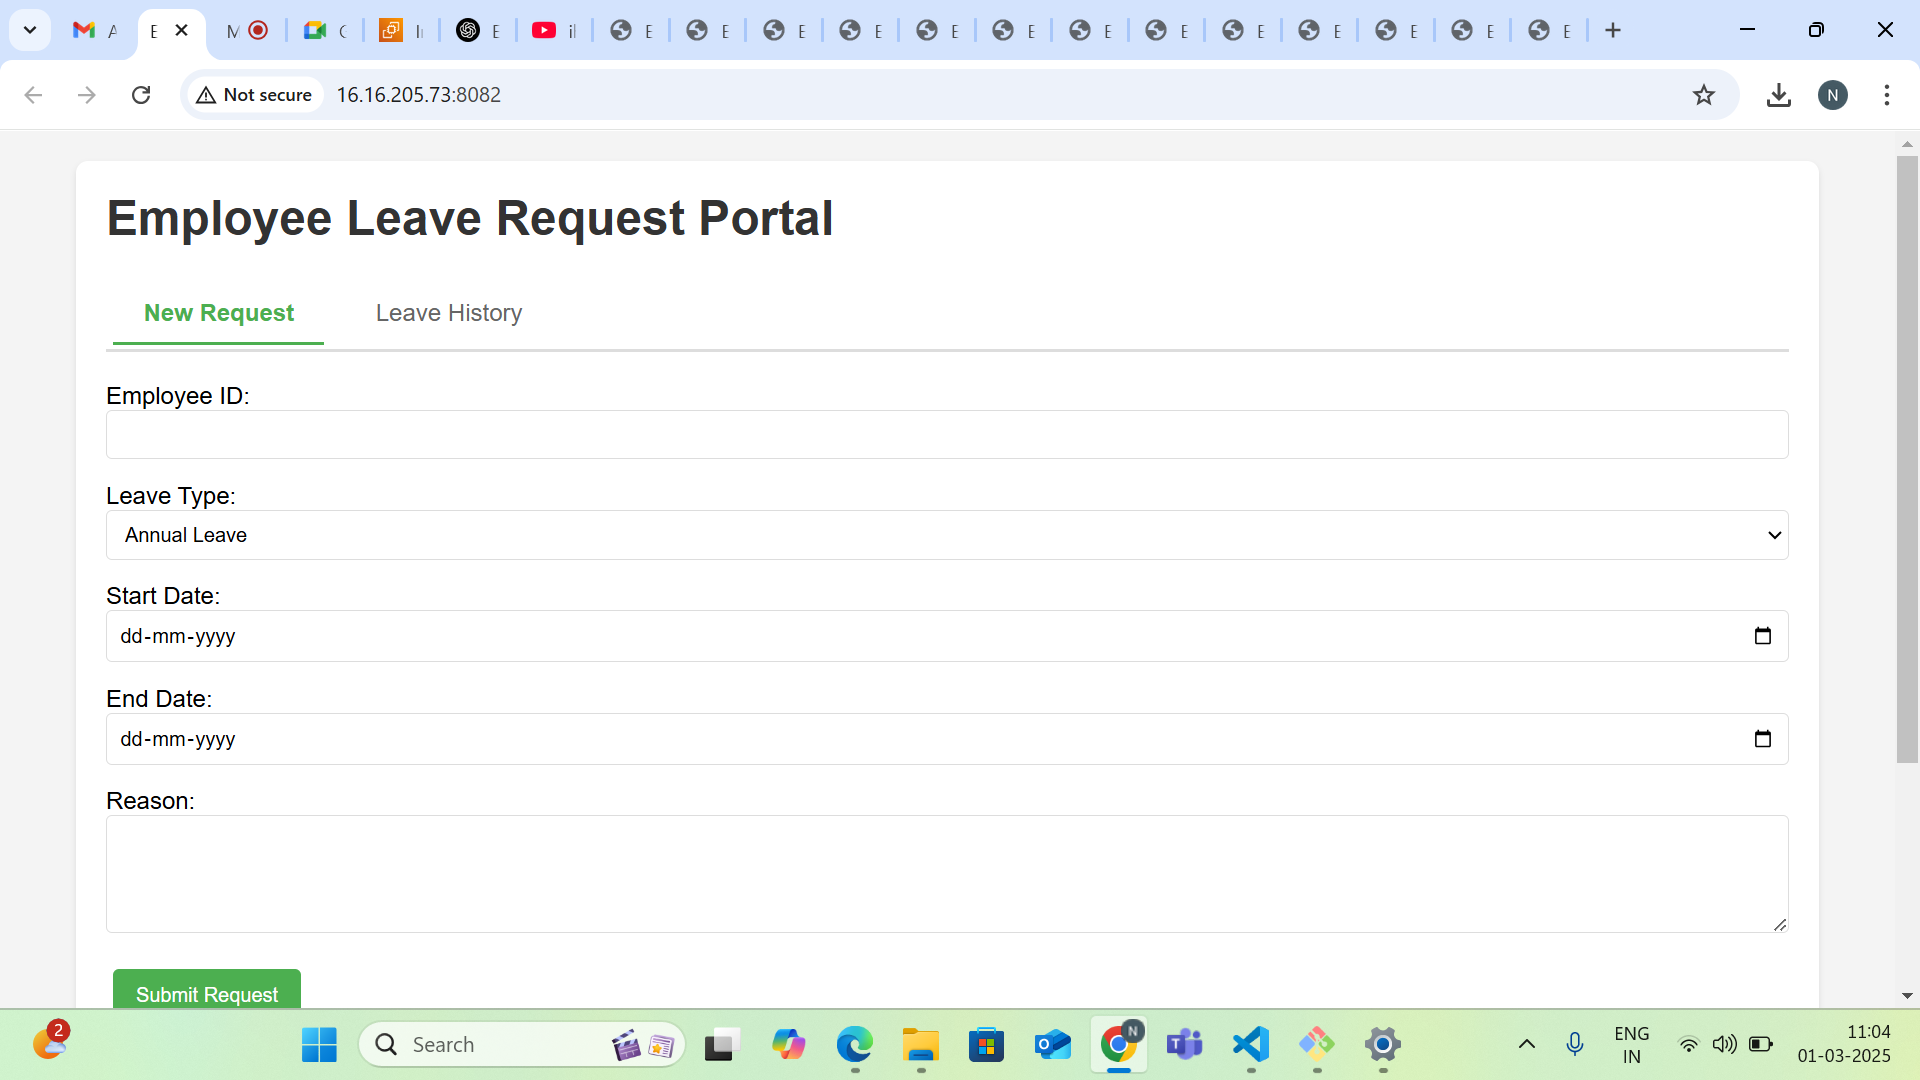 Not secure
16.16.205.73:8082
N
Employee Leave Request Portal
New Request
Leave History
Employee ID:
Leave Type:
Annual Leave
Start Date:
dd-mm-yyyy
End Date:
dd-mm-yyyy
Reason:
Submit Request
2
Search
N
ENG
IN
11:04
01-03-2025